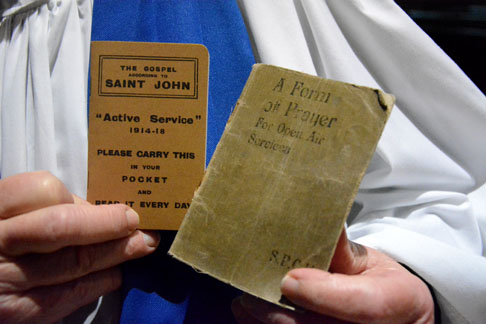 THE GOSPEL
ACCORDING TO
SAINT JOHN
"Active Service"
1914-18
PLEASE CARRY THIS
IN YOUR
POCKET
AND
READ IT EVERY DAY
A Form
of Prayer
For Open Air
Services
S.P.C.